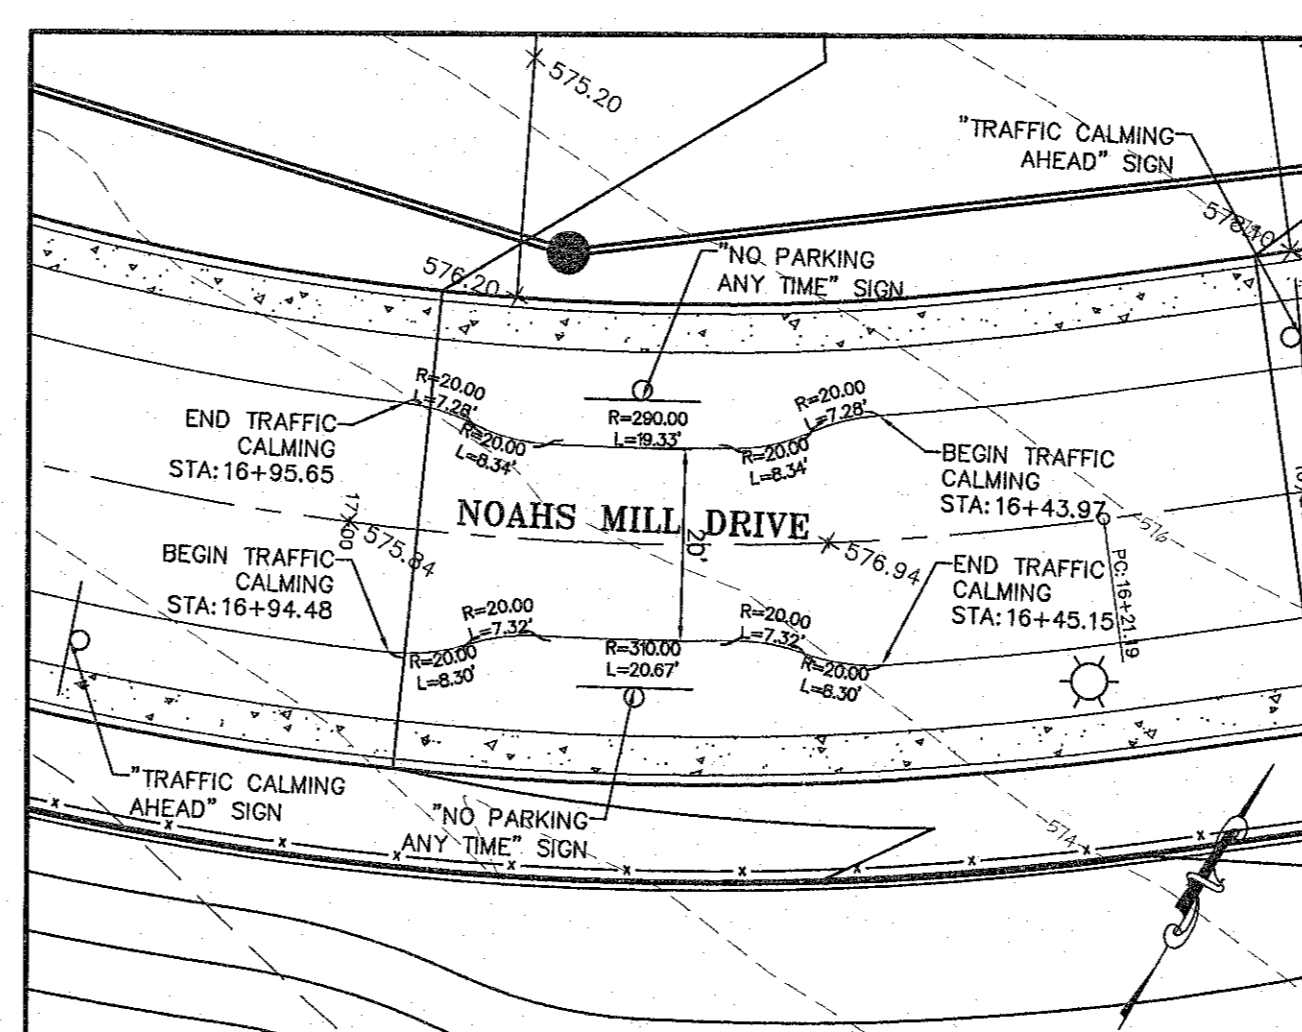 575.20
"TRAFFIC CALMING
AHEAD" SIGN
"NO PARKING
ANY TIME" SIGN
576.20
R=20.00
L=7.28'
R=20.00
L=8.34'
R=290.00
L=19.33'
R=20.00
L=7.28'
R=20.00
L=8.34'
END TRAFFIC
CALMING
STA:16+95.65
BEGIN TRAFFIC
CALMING
STA:16+43.97
NOAHS MILL DRIVE
17+00
575.84
20'
576.94
576
PC:16+21.19
BEGIN TRAFFIC
CALMING
STA:16+94.48
END TRAFFIC
CALMING
STA:16+45.15
R=20.00
L=7.32'
R=20.00
L=8.30'
R=310.00
L=20.67'
R=20.00
L=7.32'
R=20.00
L=8.30'
"TRAFFIC CALMING
AHEAD" SIGN
"NO PARKING
ANY TIME" SIGN
574